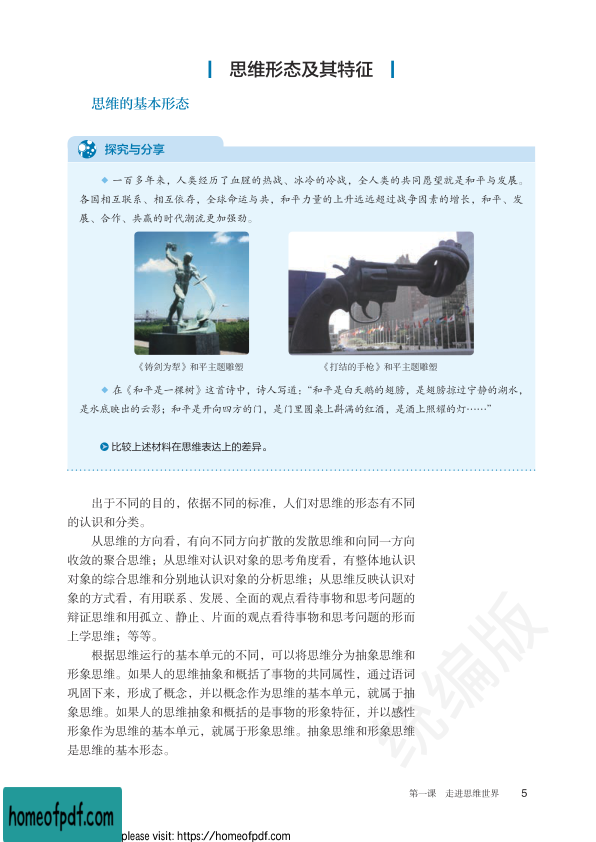 思维形态及其特征
思维的基本形态
探究与分享
◆ 一百多年来，人类经历了血腥的热战、冰冷的冷战，全人类的共同愿望就是和平与发展。
各国相互联系、相互依存，全球命运与共，和平力量的上升远远超过战争因素的增长，和平、发
展、合作、共赢的时代潮流更加强劲。
《铸剑为犁》和平主题雕塑
《打结的手枪》和平主题雕塑
◆ 在《和平是一棵树》这首诗中，诗人写道：“和平是白天鹅的翅膀，是翅膀掠过宁静的湖水，
是水底映出的云影；和平是开向四方的门，是门里圆桌上斟满的红酒，是酒上照耀的灯……”
比较上述材料在思维表达上的差异。
出于不同的目的，依据不同的标准，人们对思维的形态有不同
的认识和分类。
从思维的方向看，有向不同方向扩散的发散思维和向同一方向
收敛的聚合思维；从思维对认识对象的思考角度看，有整体地认识
对象的综合思维和分别地认识对象的分析思维；从思维反映认识对
象的方式看，有用联系、发展、全面的观点看待事物和思考问题的
辩证思维和用孤立、静止、片面的观点看待事物和思考问题的形而
上学思维；等等。
根据思维运行的基本单元的不同，可以将思维分为抽象思维和
形象思维。如果人的思维抽象和概括了事物的共同属性，通过语词
巩固下来，形成了概念，并以概念作为思维的基本单元，就属于抽
象思维。如果人的思维抽象和概括的是事物的形象特征，并以感性
形象作为思维的基本单元，就属于形象思维。抽象思维和形象思维
是思维的基本形态。
统编版
第一课 走进思维世界 5
homeofpdf.com
please visit: https://homeofpdf.com